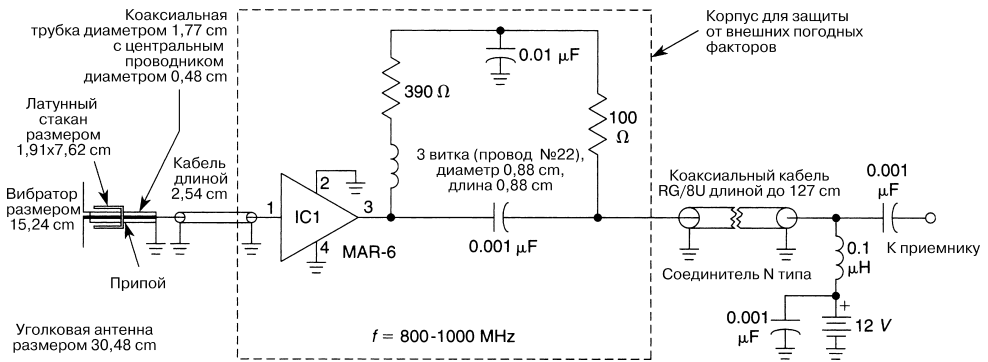 Коаксиальная
трубка диаметром 1,77 cm
с центральным
проводником
диаметром 0,48 cm
Латунный
стакан
размером
1,91x7,62 cm
Вибратор
размером
15,24 cm
Кабель
длиной
2,54 cm
Припой
Уголковая антенна
размером 30,48 cm
1
2
IC1
3
4
MAR-6
390 Ω
0.01 μF
100
Ω
3 витка (провод №22),
диаметр 0,88 cm,
длина 0,88 cm
0.001 μF
f = 800-1000 MHz
Корпус для защиты
от внешних погодных
факторов
Коаксиальный кабель
RG/8U длиной до 127 cm
Соединитель N типа
0.001
μF
К приемнику
0.1
μH
0.001
μF
+
12 V